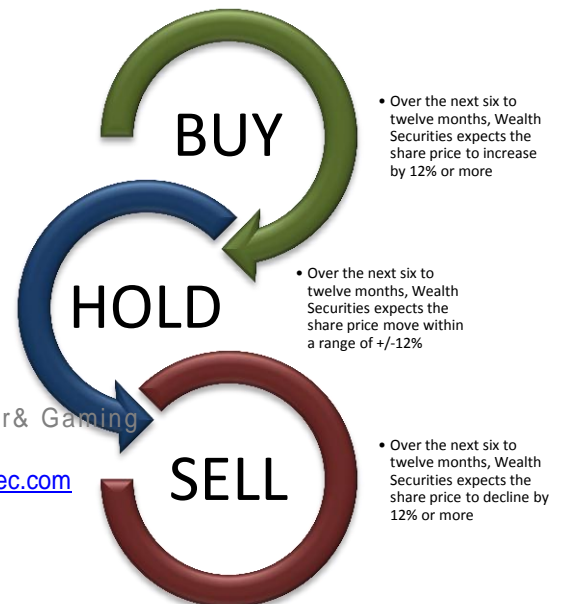 BUY
• Over the next six to
twelve months, Wealth
Securities expects the
share price to increase
by 12% or more
HOLD
• Over the next six to
twelve months, Wealth
Securities expects the
share price move within
a range of +/-12%
r& Gaming
ec.com
SELL
• Over the next six to
twelve months, Wealth
Securities expects the
share price to decline by
12% or more